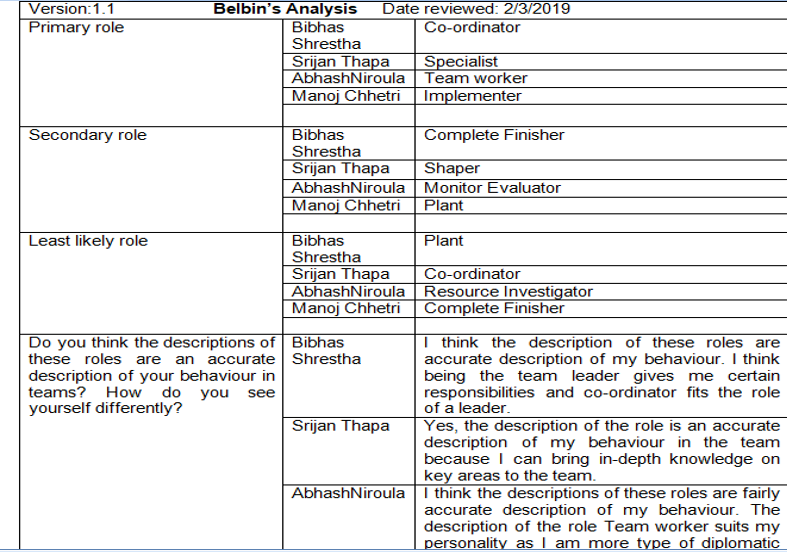 Version:1.1 Belbin's Analysis Date reviewed: 2/3/2019
Primary role
Bibhas
Shrestha
Co-ordinator
Srijan Thapa Specialist
AbhashNiroula Team worker
Manoj Chhetri Implementer
Secondary role
Bibhas
Shrestha
Complete Finisher
Srijan Thapa Shaper
AbhashNiroula Monitor Evaluator
Manoj Chhetri Plant
Least likely role
Bibhas
Shrestha
Plant
Srijan Thapa Co-ordinator
AbhashNiroula Resource Investigator
Manoj Chhetri Complete Finisher
Do you think the descriptions of
these roles are an accurate
description of your behaviour in
teams? How do you see
yourself differently?
Bibhas
Shrestha
I think the description of these roles are
accurate description of my behaviour. I think
being the team leader gives me certain
responsibilities and co-ordinator fits the role
of a leader.
Srijan Thapa
Yes, the description of the role is an accurate
description of my behaviour in the team
because I can bring in-depth knowledge on
key areas to the team.
AbhashNiroula
I think the descriptions of these roles are fairly
accurate description of my behaviour. The
description of the role Team worker suits my
personality as I am more type of diplomatic